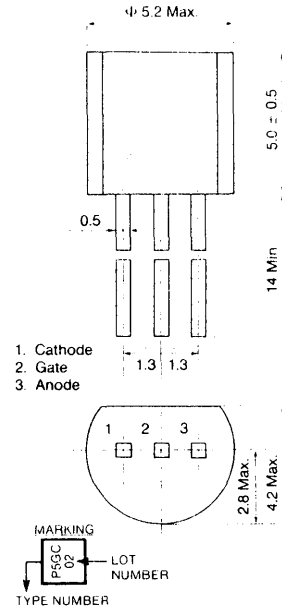 Φ 5.2 Max.
5.0 ± 0.5
0.5
14 Min
1.3 1.3
1. Cathode
2. Gate
3. Anode
1 2 3
2.8 Max.
4.2 Max.
MARKING
P5GC
02
LOT
NUMBER
TYPE NUMBER